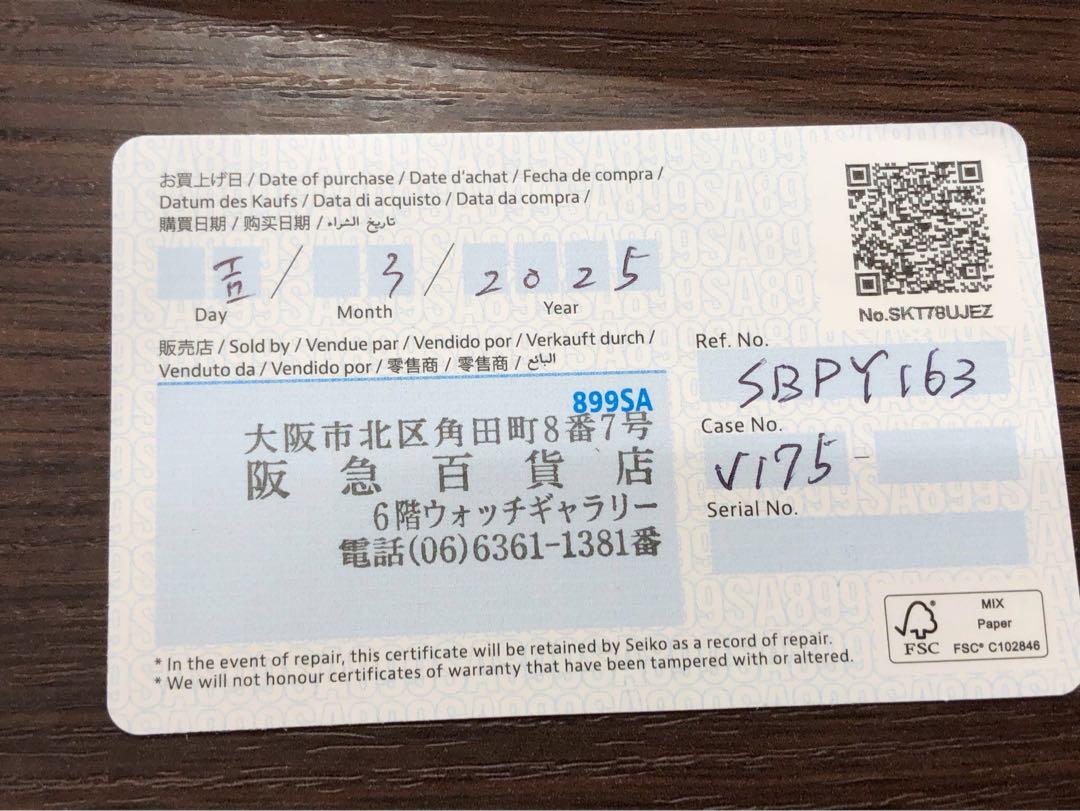 お買上げ日 / Date of purchase / Date d'achat / Fecha de compra /
Datum des Kaufs / Data di acquisto / Data da compra /
購買日期 / 购买日期 / تاريخ الشراء
/ 3 / 2025
Day Month Year
販売店 / Sold by / Vendue par / Vendido por / Verkauft durch /
Venduto da / Vendido por / 零售商 / 零售商 / البائع
899SA
大阪市北区角田町8番7号
阪急百貨店
6階ウォッチギャラリー
電話(06)6361-1381番
No.SKT78UJEZ
Ref. No.
SBPY163
Case No.
V175 -
Serial No.
MIX
Paper
FSC FSC® C102846
* In the event of repair, this certificate will be retained by Seiko as a record of repair.
* We will not honour certificates of warranty that have been tampered with or altered.